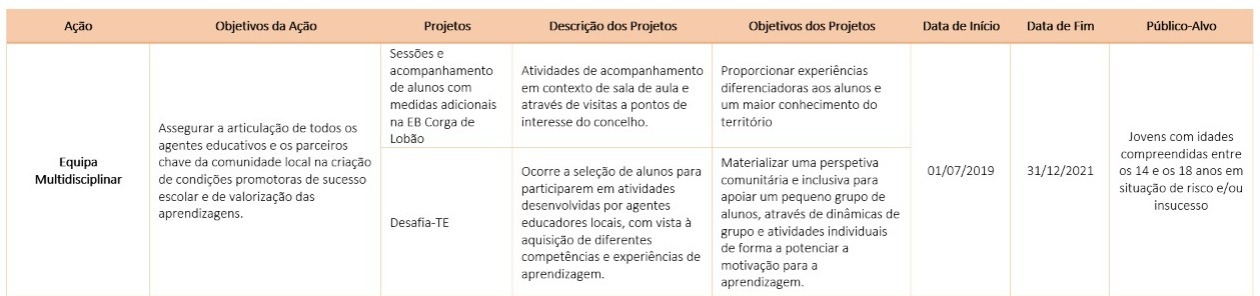 Ação
Objetivos da Ação
Projetos
Descrição dos Projetos
Objetivos dos Projetos
Data de Início
Data de Fim
Público-Alvo
Equipa
Multidisciplinar
Assegurar a articulação de todos os
agentes educativos e os parceiros
chave da comunidade local na criação
de condições promotoras de sucesso
escolar e de valorização das
aprendizagens.
Sessões e
acompanhamento
de alunos com
medidas adicionais
na EB Corga de
Lobão
Atividades de acompanhamento
em contexto de sala de aula e
através de visitas a pontos de
interesse do concelho.
Proporcionar experiências
diferenciadoras aos alunos e
um maior conhecimento do
território
Desafia-TE
Ocorre a seleção de alunos para
participarem em atividades
desenvolvidas por agentes
educadores locais, com vista à
aquisição de diferentes
competências e experiências de
aprendizagem.
Materializar uma perspetiva
comunitária e inclusiva para
apoiar um pequeno grupo de
alunos, através de dinâmicas de
grupo e atividades individuais
de forma a potenciar a
motivação para a
aprendizagem.
01/07/2019
31/12/2021
Jovens com idades
compreendidas entre
os 14 e os 18 anos em
situação de risco e/ou
insucesso